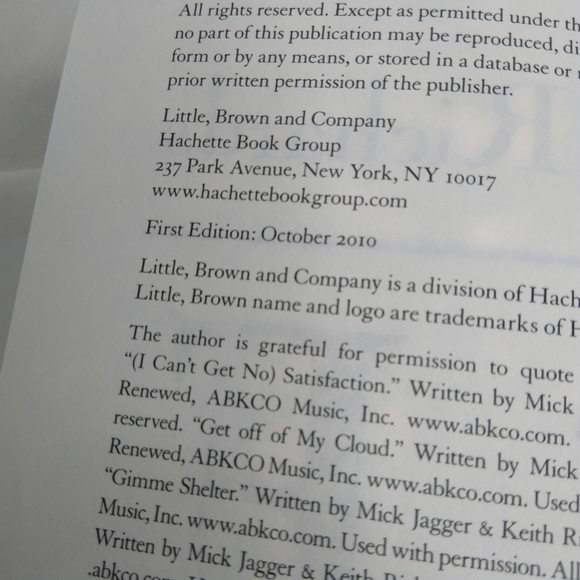 All rights reserved. Except as permitted under
no part of this publication may be reproduced,
form or by any means, or stored in a database or
prior written permission of the publisher.
Little, Brown and Company
Hachette Book Group
237 Park Avenue, New York, NY 10017
www.hachettebookgroup.com
First Edition: October 2010
Little, Brown and Company is a division of Hach
Little, Brown name and logo are trademarks of H
The author is grateful for permission to quote
“(I Can’t Get No) Satisfaction.” Written by Mick
Renewed, ABKCO Music, Inc. www.abkco.com.
reserved. “Get off of My Cloud.” Written by Mick
Renewed, ABKCO Music, Inc. www.abkco.com. Used
“Gimme Shelter.” Written by Mick Jagger & Keith Ri
Music, Inc. www.abkco.com. Used with permission. All
Written by Mick Jagger & Keith
.abkco.com